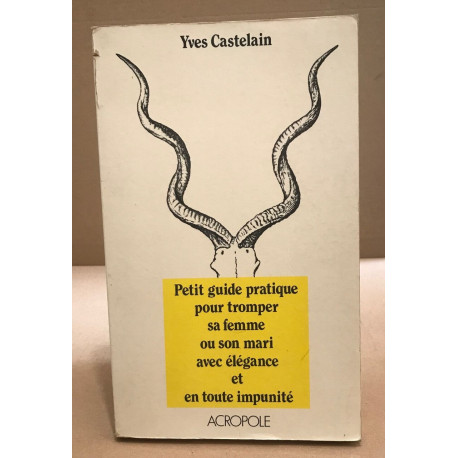 Yves Castelain
Petit guide pratique
pour tromper
sa femme
ou son mari
avec élégance
et
en toute impunité
ACROPOLE